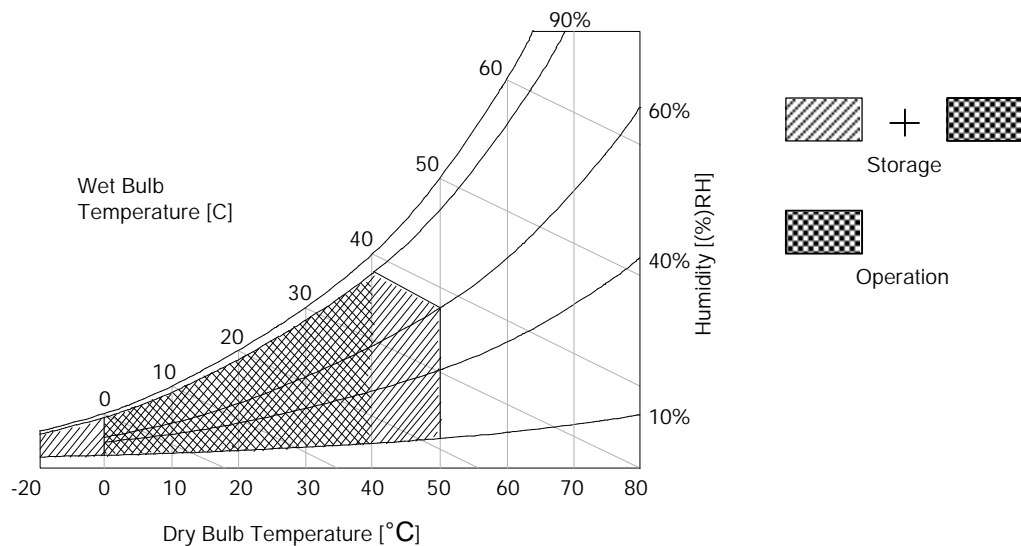 90%
60
60%
50
Wet Bulb
Temperature [C]
40
40%
30
20
10
0
10%
Humidity [(%)RH]
-20 0 10 20 30 40 50 60 70 80
Dry Bulb Temperature [°C]
+
Storage
Operation